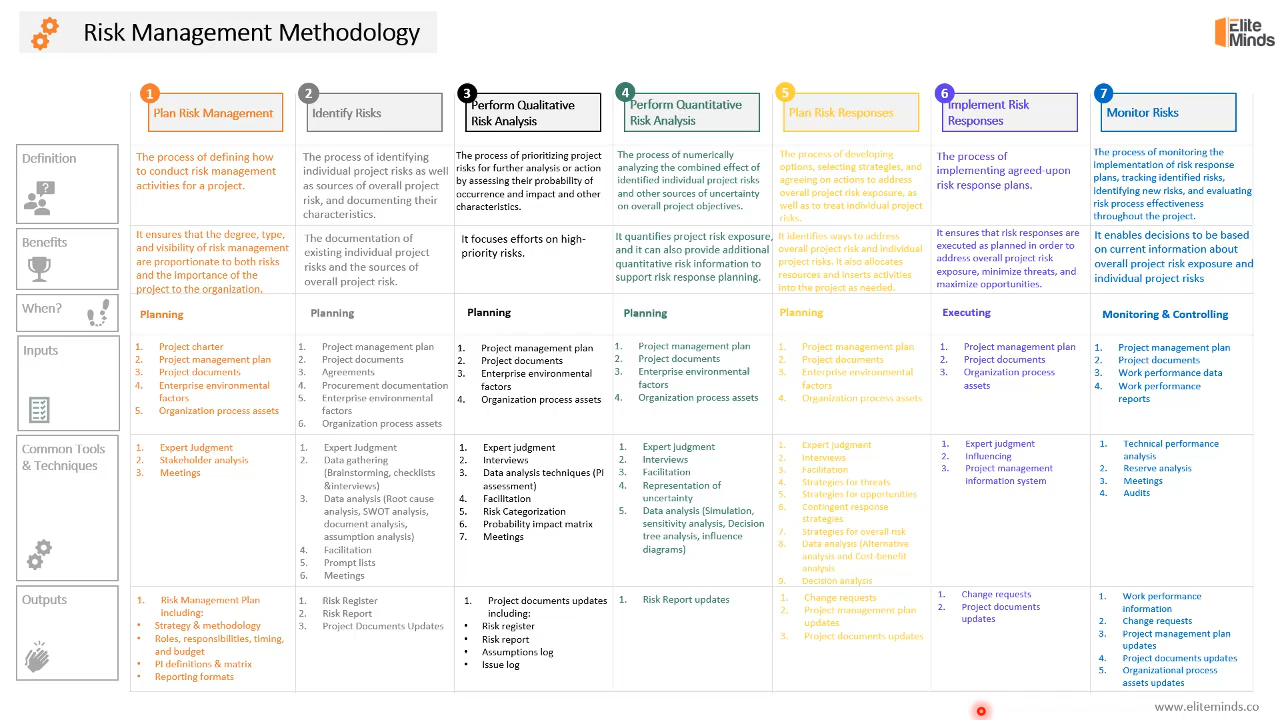 Risk Management Methodology
Elite
Minds
1
Plan Risk Management
2
Identify Risks
3
Perform Qualitative
Risk Analysis
4
Perform Quantitative
Risk Analysis
5
Plan Risk Responses
6
Implement Risk
Responses
7
Monitor Risks
Definition
The process of defining how
to conduct risk management
activities for a project.
The process of identifying
individual project risks as well
as sources of overall project
risk, and documenting their
characteristics.
The process of prioritizing project
risks for further analysis or action
by assessing their probability of
occurrence and impact and other
characteristics.
The process of numerically
analyzing the combined effect of
identified individual project risks
and other sources of uncertainty
on overall project objectives.
The process of developing
options, selecting strategies, and
agreeing on actions to address
overall project risk exposure, as
well as to treat individual project
risks.
The process of
implementing agreed-upon
risk response plans.
The process of monitoring the
implementation of risk response
plans, tracking identified risks,
identifying new risks, and evaluating
risk process effectiveness
throughout the project.
Benefits
It ensures that the degree, type,
and visibility of risk management
are proportionate to both risks
and the importance of the
project to the organization.
The documentation of
existing individual project
risks and the sources of
overall project risk.
It focuses efforts on high-
priority risks.
It quantifies project risk exposure,
and it can also provide additional
quantitative risk information to
support risk response planning.
It identifies ways to address
overall project risk and individual
project risks. It also allocates
resources and inserts activities
into the project as needed.
It ensures that risk responses are
executed as planned in order to
address overall project risk
exposure, minimize threats, and
maximize opportunities.
It enables decisions to be based
on current information about
overall project risk exposure and
individual project risks
When?
Planning
Planning
Planning
Planning
Planning
Executing
Monitoring & Controlling
Inputs
1. Project charter
2. Project management plan
3. Project documents
4. Enterprise environmental
factors
5. Organization process assets
1. Project management plan
2. Project documents
3. Agreements
4. Procurement documentation
5. Enterprise environmental
factors
6. Organization process assets
1. Project management plan
2. Project documents
3. Enterprise environmental
factors
4. Organization process assets
1. Project management plan
2. Project documents
3. Enterprise environmental
factors
4. Organization process assets
1. Project management plan
2. Project documents
3. Enterprise environmental
factors
4. Organization process assets
1. Project management plan
2. Project documents
3. Organization process
assets
1. Project management plan
2. Project documents
3. Work performance data
4. Work performance
reports
Common Tools
& Techniques
1. Expert Judgment
2. Stakeholder analysis
3. Meetings
1. Expert Judgment
2. Data gathering
(Brainstorming, checklists
&interviews)
3. Data analysis (Root cause
analysis, SWOT analysis,
document analysis,
assumption analysis)
4. Facilitation
5. Prompt lists
6. Meetings
1. Expert judgment
2. Interviews
3. Data analysis techniques (PI
assessment)
4. Facilitation
5. Risk Categorization
6. Probability impact matrix
7. Meetings
1. Expert judgment
2. Interviews
3. Facilitation
4. Representation of
uncertainty
5. Data analysis (Simulation,
sensitivity analysis, Decision
tree analysis, influence
diagrams)
1. Expert judgment
2. Interviews
3. Facilitation
4. Strategies for threats
5. Strategies for opportunities
6. Contingent response
strategies
7. Strategies for overall risk
8. Data analysis (Alternative
analysis and Cost-benefit
analysis
9. Decision analysis
1. Expert judgment
2. Influencing
3. Project management
information system
1. Technical performance
analysis
2. Reserve analysis
3. Meetings
4. Audits
Outputs
1. Risk Management Plan
including:
• Strategy & methodology
• Roles, responsibilities, timing,
and budget
• PI definitions & matrix
• Reporting formats
1. Risk Register
2. Risk Report
3. Project Documents Updates
1. Project documents updates
including:
• Risk register
• Risk report
• Assumptions log
• Issue log
1. Risk Report updates
1. Change requests
2. Project management plan
updates
3. Project documents updates
1. Change requests
2. Project documents
updates
1. Work performance
information
2. Change requests
3. Project management plan
updates
4. Project documents updates
5. Organizational process
assets updates
www.eliteminds.co